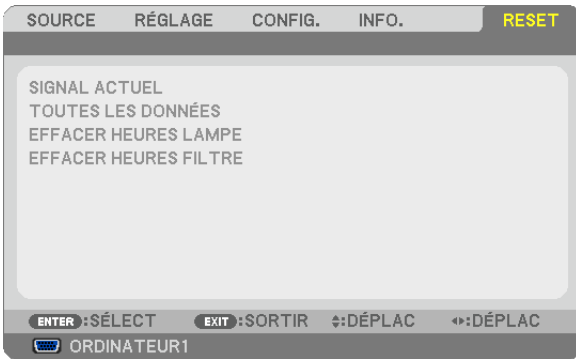 SOURCE RÉGLAGE CONFIG. INFO. RESET
SIGNAL ACTUEL
TOUTES LES DONNÉES
EFFACER HEURES LAMPE
EFFACER HEURES FILTRE
ENTER :SÉLECT EXIT :SORTIR :DÉPLAC :DÉPLAC
ORDINATEUR1